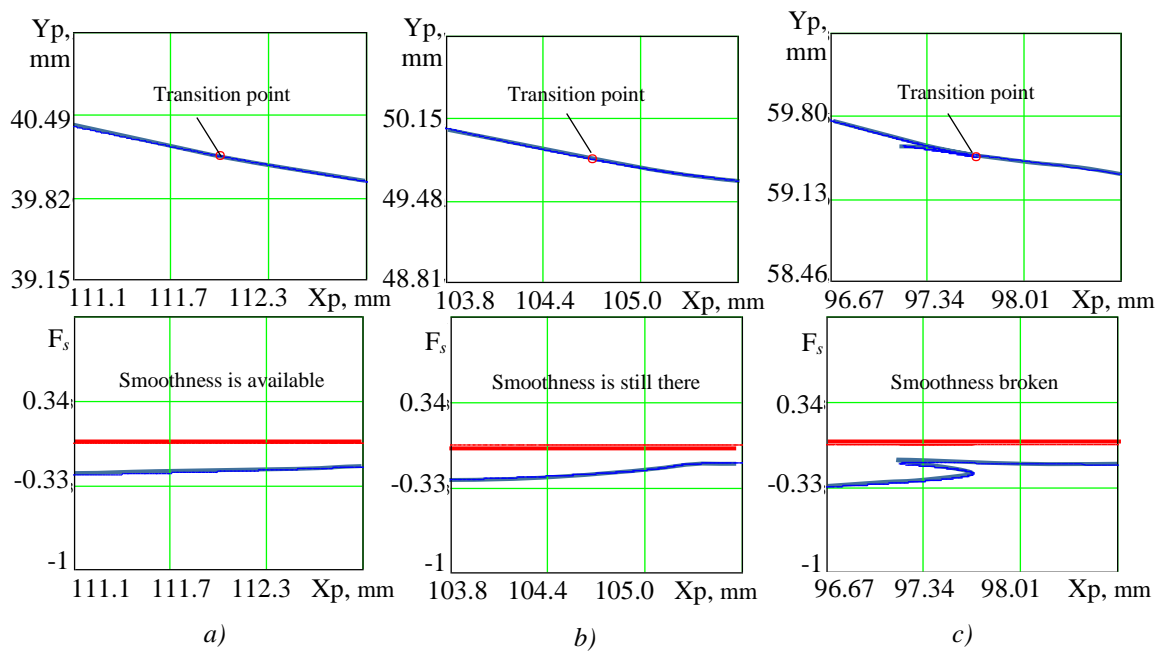 Yp,
mm
Transition point
40.49
39.82
39.15
111.1 111.7 112.3 Xp, mm
Yp,
mm
Transition point
50.15
49.48
48.81
103.8 104.4 105.0 Xp, mm
Yp,
mm
Transition point
59.80
59.13
58.46
96.67 97.34 98.01 Xp, mm
Fs
Smoothness is available
0.34
-0.33
-1
111.1 111.7 112.3 Xp, mm
a)
Fs
Smoothness is still there
0.34
-0.33
-1
103.8 104.4 105.0 Xp, mm
b)
Fs
Smoothness broken
0.34
-0.33
-1
96.67 97.34 98.01 Xp, mm
c)